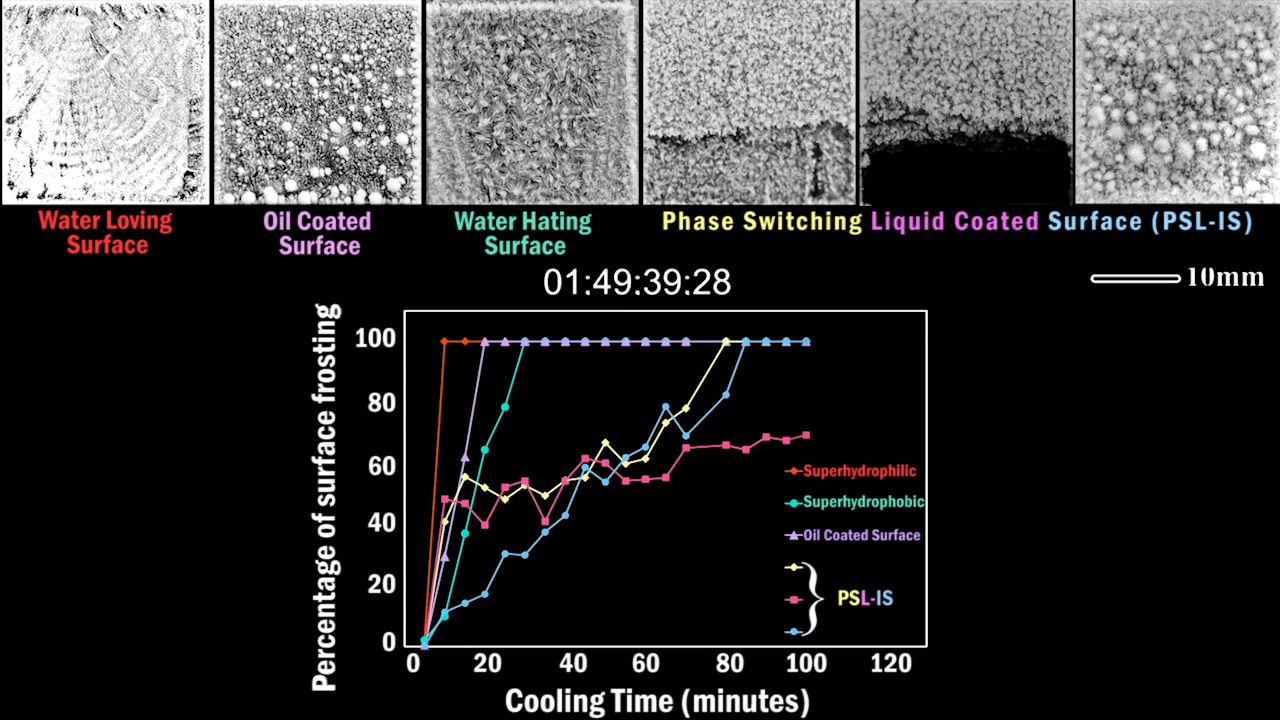 Water Loving
Surface
Oil Coated
Surface
Water Hating
Surface
Phase Switching Liquid Coated Surface (PSL-IS)
01:49:39:28
10mm
Percentage of surface frosting
100
80
60
40
20
0
Superhydrophilic
Superhydrophobic
Oil Coated Surface
PSL-IS
0 20 40 60 80 100 120
Cooling Time (minutes)